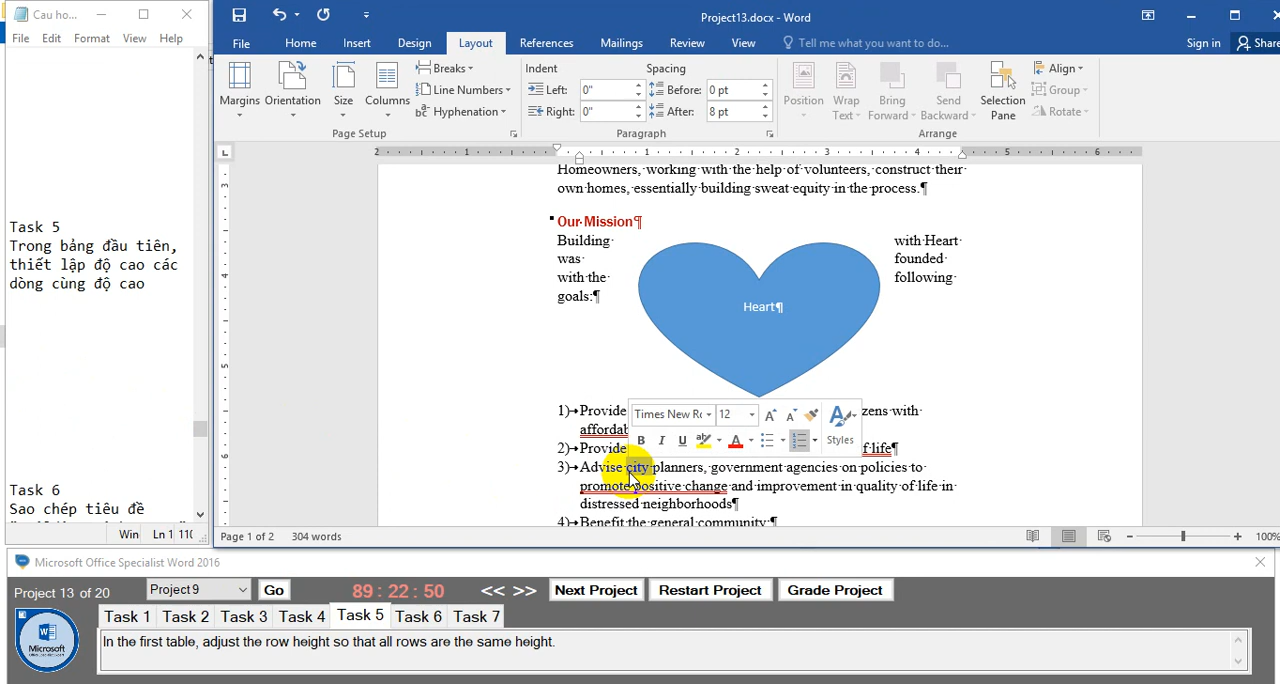 Cau ho...
File Edit Format View Help
Task 5
Trong bảng đầu tiên,
thiết lập độ cao các
dòng cùng độ cao
Task 6
Sao chép tiêu đề
Win Ln 1
Project13.docx - Word
File Home Insert Design Layout References Mailings Review View Tell me what you want to do... Sign in Share
Margins Orientation Size Columns
Breaks
Line Numbers
Hyphenation
Page Setup
Indent Spacing
Left: 0" Before: 0 pt
Right: 0" After: 8 pt
Paragraph
Position Wrap Text Bring Forward Send Backward Selection Pane
Align
Group
Rotate
Arrange
2 1 1 2 3 4 5 6
Homeowners, working with the help of volunteers, construct their
own homes, essentially building sweat equity in the process.¶
Our Mission¶
Building with Heart
was founded
with the following
goals:¶
Heart¶
1) Provide zens with
affordab
2) Provide f life¶
Times New Ro 12
B I U Styles
3) Advise city planners, government agencies on policies to
promote positive change and improvement in quality of life in
distressed neighborhoods¶
4) Benefit the general community:¶
Page 1 of 2 304 words 100%
Microsoft Office Specialist Word 2016
Project 13 of 20 Project9 Go 89:22:50 << >> Next Project Restart Project Grade Project
Task 1 Task 2 Task 3 Task 4 Task 5 Task 6 Task 7
Microsoft
In the first table, adjust the row height so that all rows are the same height.